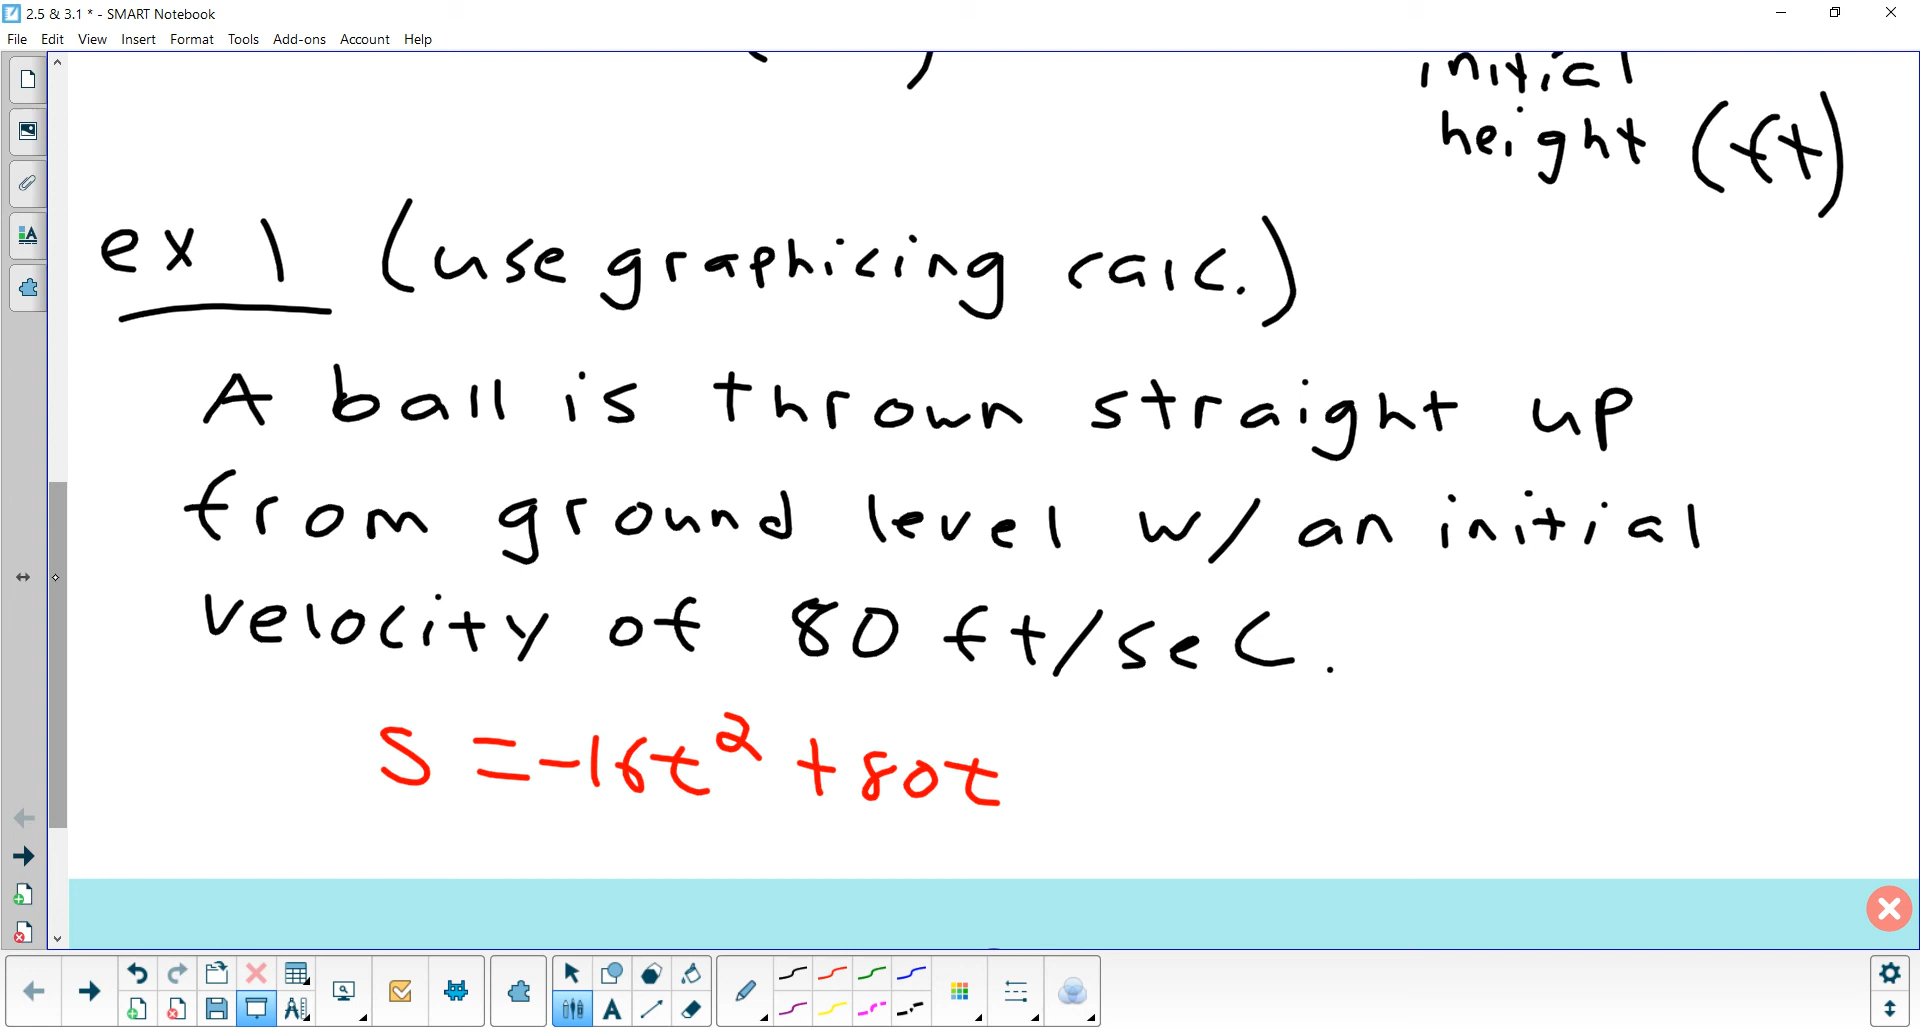 2.5 & 3.1 * - SMART Notebook
File Edit View Insert Format Tools Add-ons Account Help
initial
height (ft)
ex 1 (use graphicing calc.)
A ball is thrown straight up
from ground level w/ an initial
velocity of 80 ft/sec.
S = -16t² + 80t